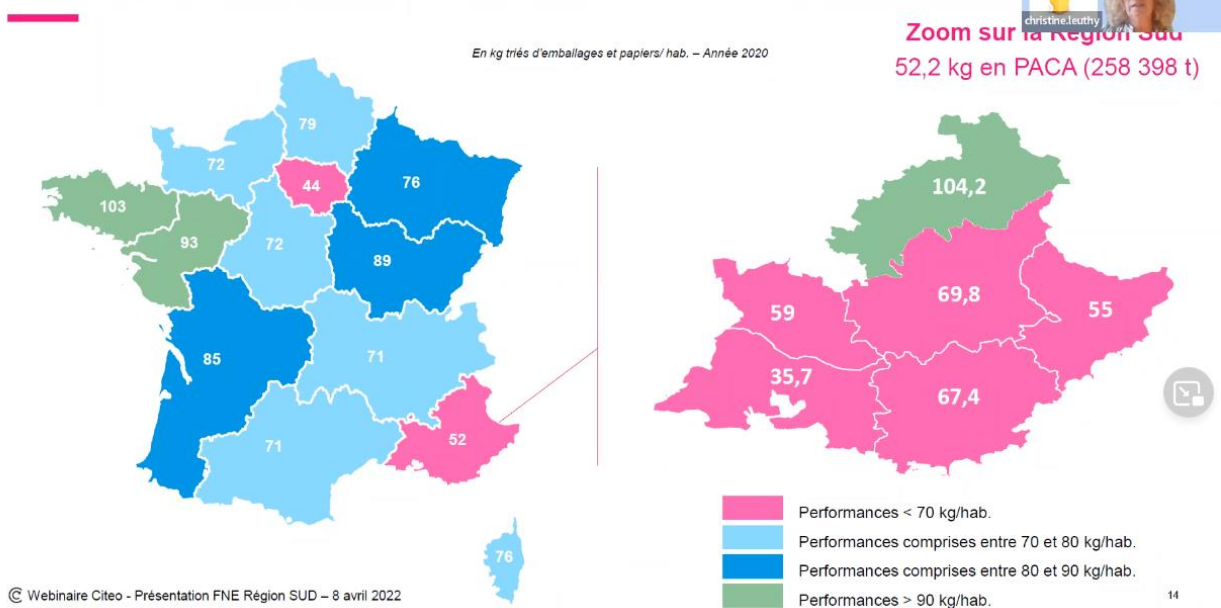 christine.leuthy
Zoom sur la Région Sud
52,2 kg en PACA (258 398 t)
En kg triés d'emballages et papiers/ hab. – Année 2020
79
72
44
76
103
93
72
89
85
71
71
52
76
104,2
59
69,8
55
35,7
67,4
Performances < 70 kg/hab.
Performances comprises entre 70 et 80 kg/hab.
Performances comprises entre 80 et 90 kg/hab.
Performances > 90 kg/hab.
Webinaire Citeo - Présentation FNE Région SUD – 8 avril 2022
14